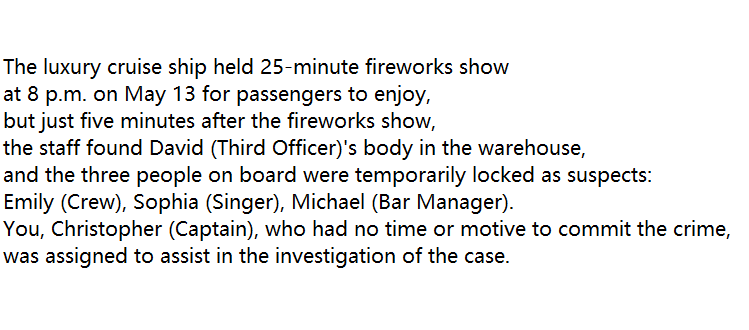 The luxury cruise ship held 25-minute fireworks show
at 8 p.m. on May 13 for passengers to enjoy,
but just five minutes after the fireworks show,
the staff found David (Third Officer)'s body in the warehouse,
and the three people on board were temporarily locked as suspects:
Emily (Crew), Sophia (Singer), Michael (Bar Manager).
You, Christopher (Captain), who had no time or motive to commit the crime,
was assigned to assist in the investigation of the case.